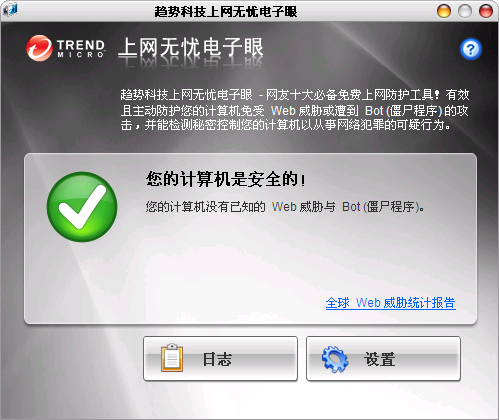 趋势科技上网无忧电子眼
TREND
MICRO
上网无忧电子眼
?
趋势科技上网无忧电子眼 - 网友十大必备免费上网防护工具! 有效
且主动防护您的计算机免受 Web 威胁或遭到 Bot (僵尸程序) 的攻
击，并能检测秘密控制您的计算机以从事网络犯罪的可疑行为。
您的计算机是安全的!
您的计算机没有已知的 Web 威胁与 Bot (僵尸程序)。
全球 Web 威胁统计报告
日志
设置